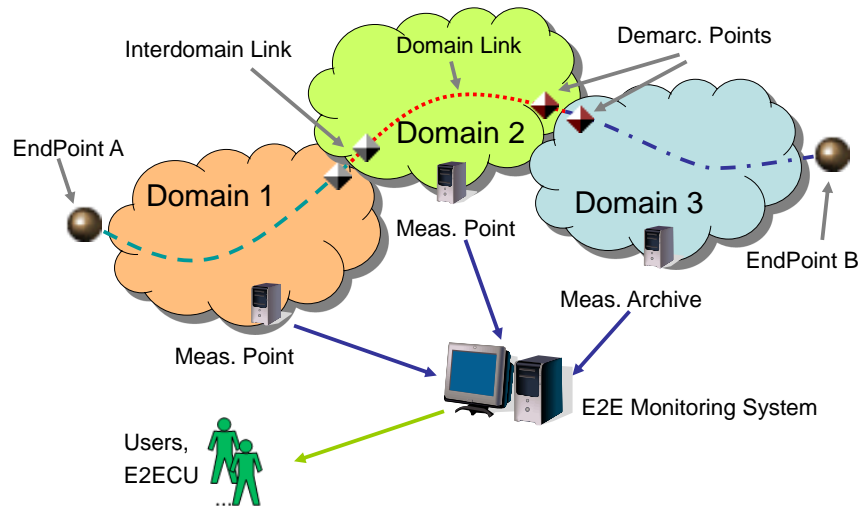 Interdomain Link
Domain Link
Demarc. Points
EndPoint A
Domain 2
Domain 1
Domain 3
Meas. Point
EndPoint B
Meas. Archive
Meas. Point
E2E Monitoring System
Users,
E2ECU
...